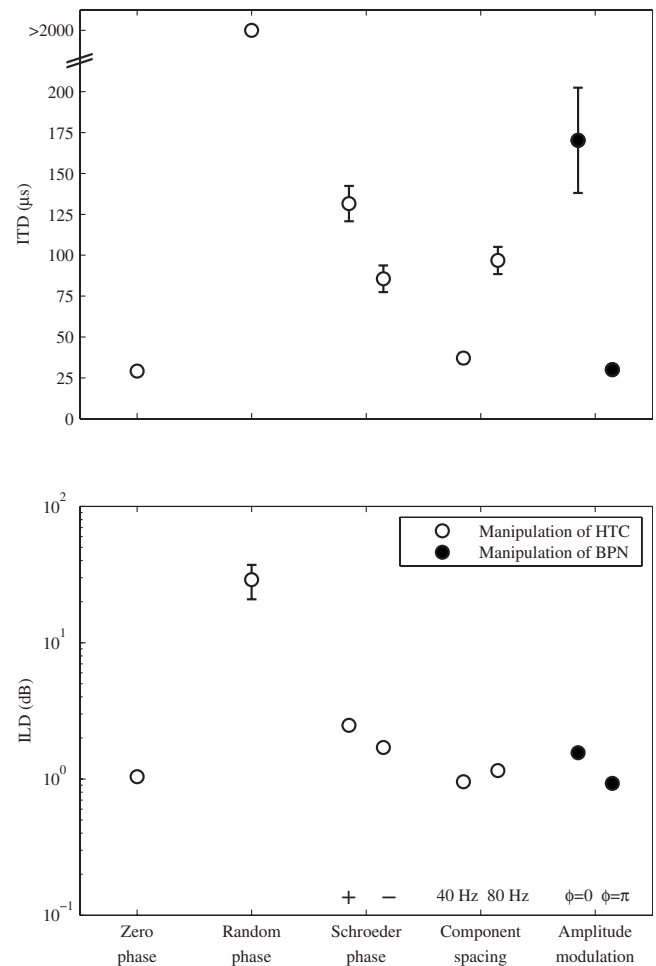 >2000
200
175
150
125
100
75
50
25
0
ITD (µs)
10²
10¹
10⁰
10⁻¹
ILD (dB)
Manipulation of HTC
Manipulation of BPN
+ −
40 Hz 80 Hz
ϕ=0 ϕ=π
Zero phase
Random phase
Schroeder phase
Component spacing
Amplitude modulation